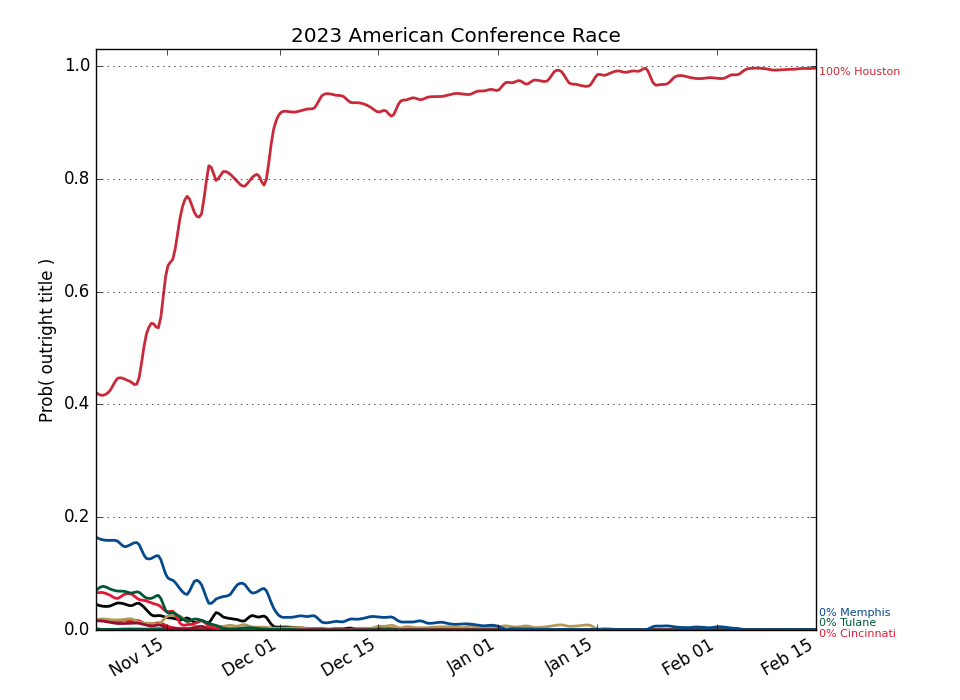 2023 American Conference Race
Prob( outright title )
1.0
0.8
0.6
0.4
0.2
0.0
100% Houston
0% Memphis
0% Tulane
0% Cincinnati
Nov 15
Dec 01
Dec 15
Jan 01
Jan 15
Feb 01
Feb 15